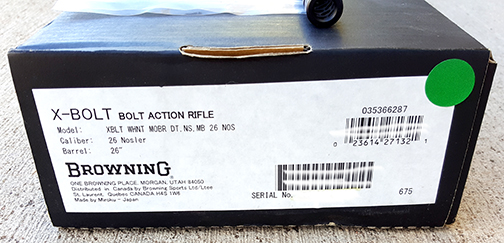 X-BOLT BOLT ACTION RIFLE
035366287
Model: XBLT WHNT MOBR DT,NS,MB 26 NOS
Caliber: 26 Nosler
Barrel: 26"
0 23614 27132 1
BROWNING
ONE BROWNING PLACE, MORGAN, UTAH 84050
Distributed in Canada by Browning Sports Ltd/Ltee
St. Laurent, Quebec CANADA H4S 1W8
Made by Miroku - Japan
SERIAL No.
675